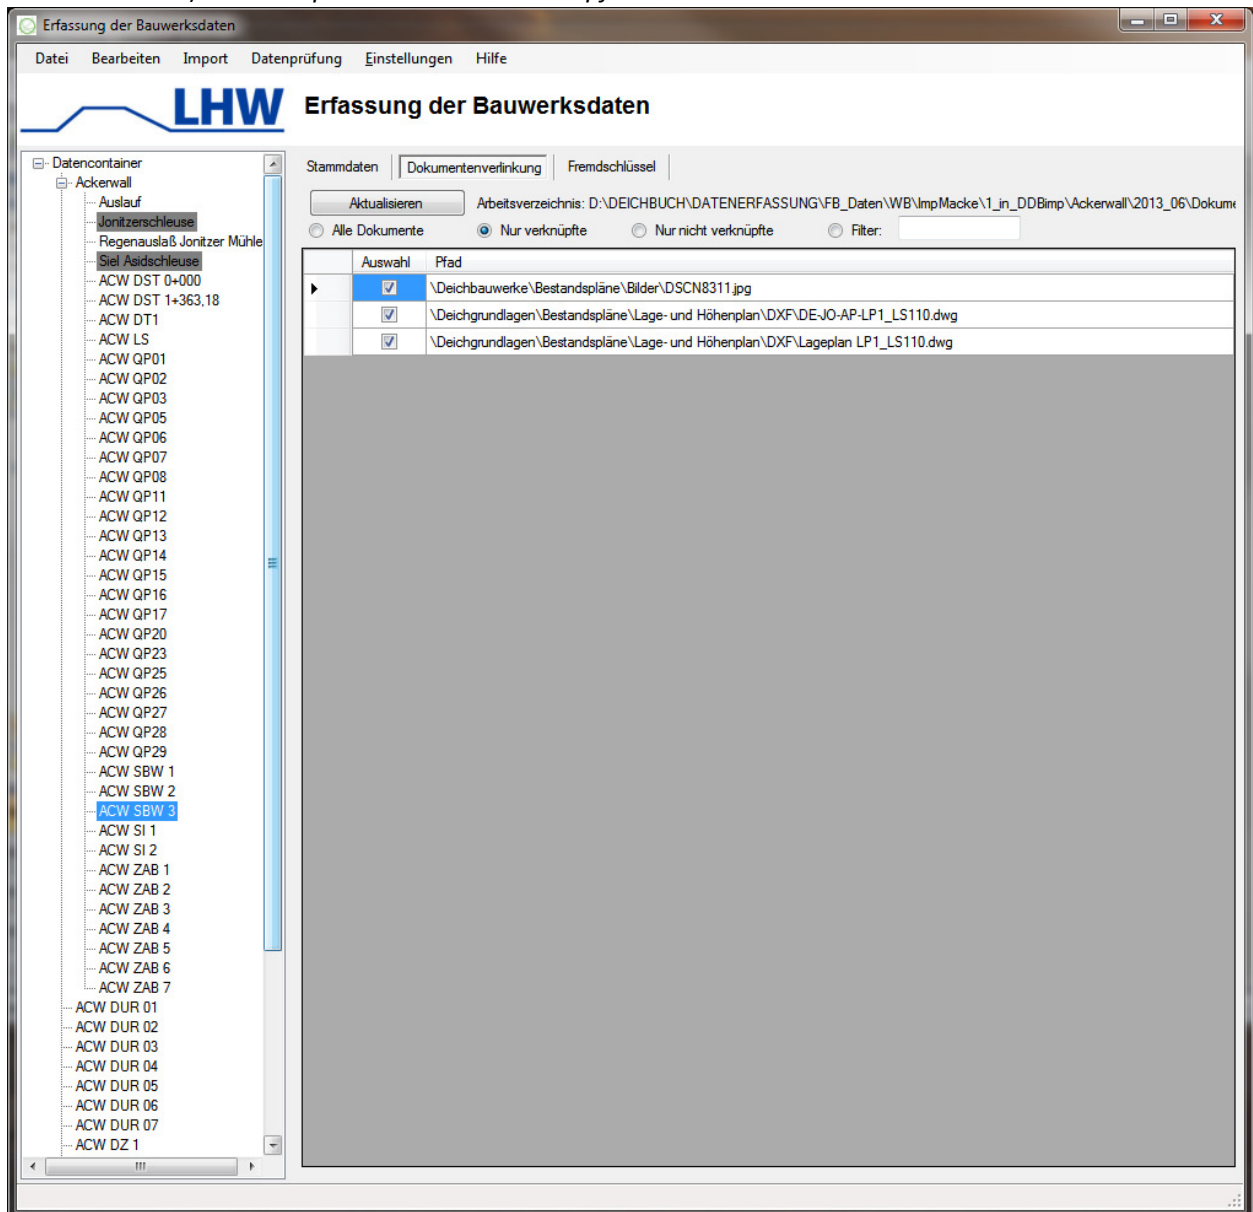 Erfassung der Bauwerksdaten
Datei Bearbeiten Import Datenprüfung Einstellungen Hilfe
LHW Erfassung der Bauwerksdaten
Datencontainer
Ackerwall
Auslauf
Jonitzerschleuse
Regenauslaß Jonitzer Mühle
Siel Asidschleuse
ACW DST 0+000
ACW DST 1+363,18
ACW DT1
ACW LS
ACW QP01
ACW QP02
ACW QP03
ACW QP05
ACW QP06
ACW QP07
ACW QP08
ACW QP11
ACW QP12
ACW QP13
ACW QP14
ACW QP15
ACW QP16
ACW QP17
ACW QP20
ACW QP23
ACW QP25
ACW QP26
ACW QP27
ACW QP28
ACW QP29
ACW SBW 1
ACW SBW 2
ACW SBW 3
ACW SI 1
ACW SI 2
ACW ZAB 1
ACW ZAB 2
ACW ZAB 3
ACW ZAB 4
ACW ZAB 5
ACW ZAB 6
ACW ZAB 7
ACW DUR 01
ACW DUR 02
ACW DUR 03
ACW DUR 04
ACW DUR 05
ACW DUR 06
ACW DUR 07
ACW DZ 1
Stammdaten Dokumentenverlinkung Fremdschlüssel
Aktualisieren Arbeitsverzeichnis: D:\DEICHBUCH\DATENERFASSUNG\FB_Daten\WB\ImpMacke\1_in_DDBimp\Ackerwall\2013_06\Dokume
Alle Dokumente Nur verknüpfte Nur nicht verknüpfte Filter:
Auswahl Pfad
\Deichbauwerke\Bestandspläne\Bilder\DSCN8311.jpg
\Deichgrundlagen\Bestandspläne\Lage- und Höhenplan\DXF\DE-JO-AP-LP1_LS110.dwg
\Deichgrundlagen\Bestandspläne\Lage- und Höhenplan\DXF\Lageplan LP1_LS110.dwg